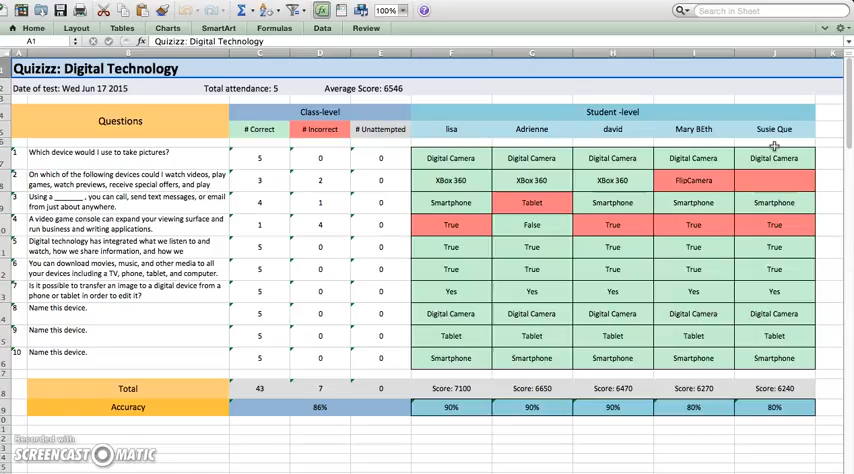 100%
Search in Sheet
Home Layout Tables Charts SmartArt Formulas Data Review
A1 fx Quizizz: Digital Technology
A B C D E F G H I J K
Quizizz: Digital Technology
Date of test: Wed Jun 17 2015 Total attendance: 5 Average Score: 6546
Questions Class-level Student -level
# Correct # Incorrect # Unattempted lisa Adrienne david Mary BEth Susie Que
1 Which device would I use to take pictures? 5 0 0 Digital Camera Digital Camera Digital Camera Digital Camera Digital Camera
2 On which of the following devices could I watch videos, play
games, watch previews, receive special offers, and play 3 2 0 XBox 360 XBox 360 XBox 360 FlipCamera
3 Using a ______ , you can call, send text messages, or email
from just about anywhere. 4 1 0 Smartphone Tablet Smartphone Smartphone Smartphone
4 A video game console can expand your viewing surface and
run business and writing applications. 1 4 0 True False True True True
5 Digital technology has integrated what we listen to and
watch, how we share information, and how we 5 0 0 True True True True True
6 You can download movies, music, and other media to all
your devices including a TV, phone, tablet, and computer. 5 0 0 True True True True True
7 Is it possible to transfer an image to a digital device from a
phone or tablet in order to edit it? 5 0 0 Yes Yes Yes Yes Yes
8 Name this device. 5 0 0 Digital Camera Digital Camera Digital Camera Digital Camera Digital Camera
9 Name this device. 5 0 0 Tablet Tablet Tablet Tablet Tablet
10 Name this device. 5 0 0 Smartphone Smartphone Smartphone Smartphone Smartphone
Total 43 7 0 Score: 7100 Score: 6650 Score: 6470 Score: 6270 Score: 6240
Accuracy 86% 90% 90% 90% 80% 80%
Recorded with
SCREENCAST-O-MATIC